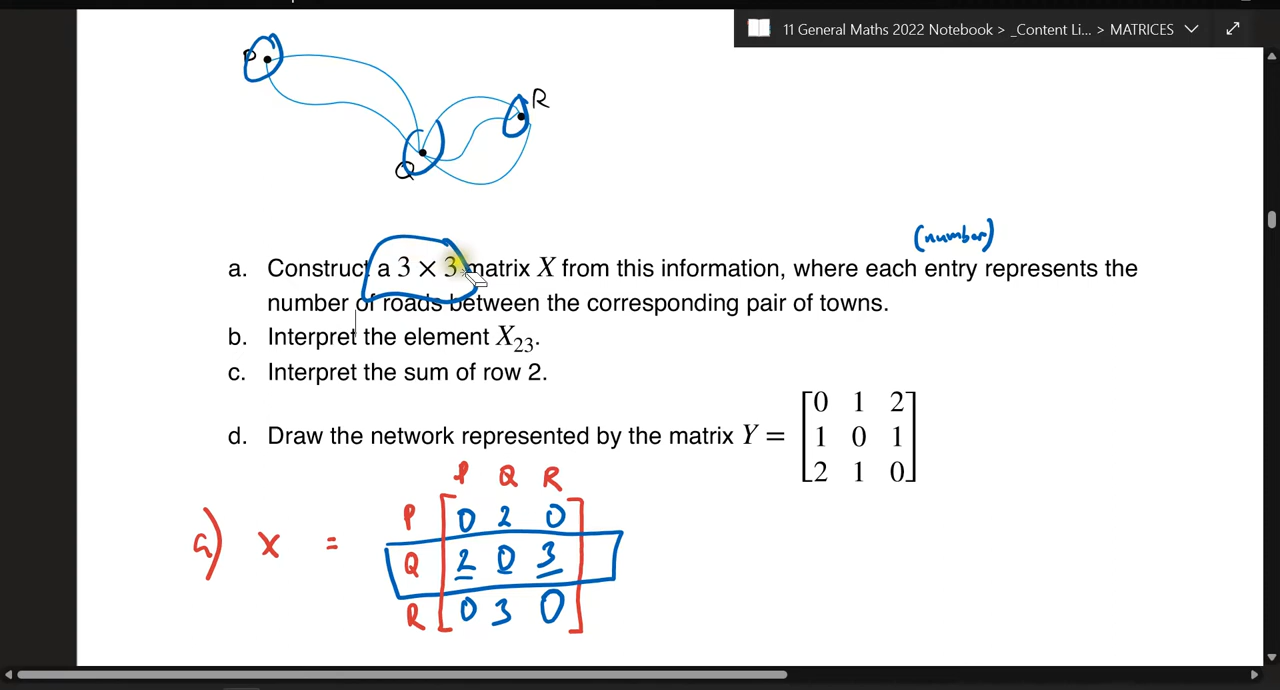 11 General Maths 2022 Notebook > _Content Li... > MATRICES
P
R
Q
(number)
a. Construct a 3 × 3 matrix X from this information, where each entry represents the
number of roads between the corresponding pair of towns.
b. Interpret the element X₂₃.
c. Interpret the sum of row 2.
d. Draw the network represented by the matrix Y =
[0 1 2]
[1 0 1]
[2 1 0]
P Q R
P [0 2 0]
a) X = Q [2 0 3]
R [0 3 0]